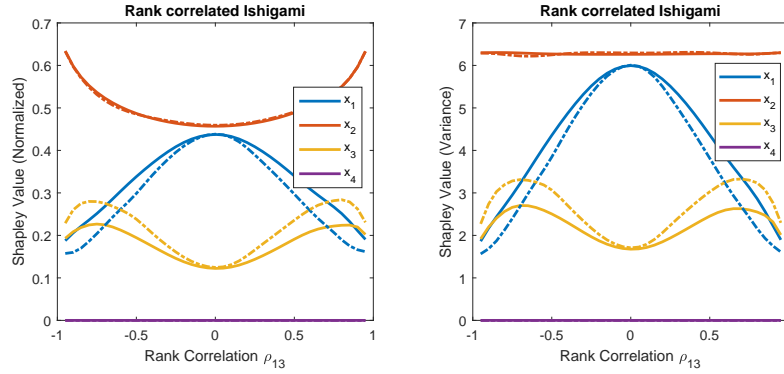 Rank correlated Ishigami
0.7
0.6
0.5
0.4
0.3
0.2
0.1
0
Shapley Value (Normalized)
x1
x2
x3
x4
-1
-0.5
0
0.5
1
Rank Correlation ρ13
Rank correlated Ishigami
7
6
5
4
3
2
1
0
Shapley Value (Variance)
x1
x2
x3
x4
-1
-0.5
0
0.5
Rank Correlation ρ13